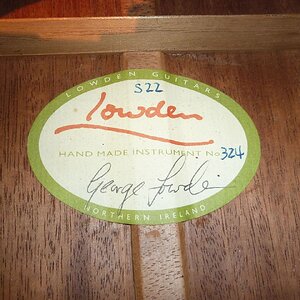 LOWDEN GUITARS
S22
Lowden
HAND MADE INSTRUMENT No 324
George Lowden
NORTHERN IRELAND